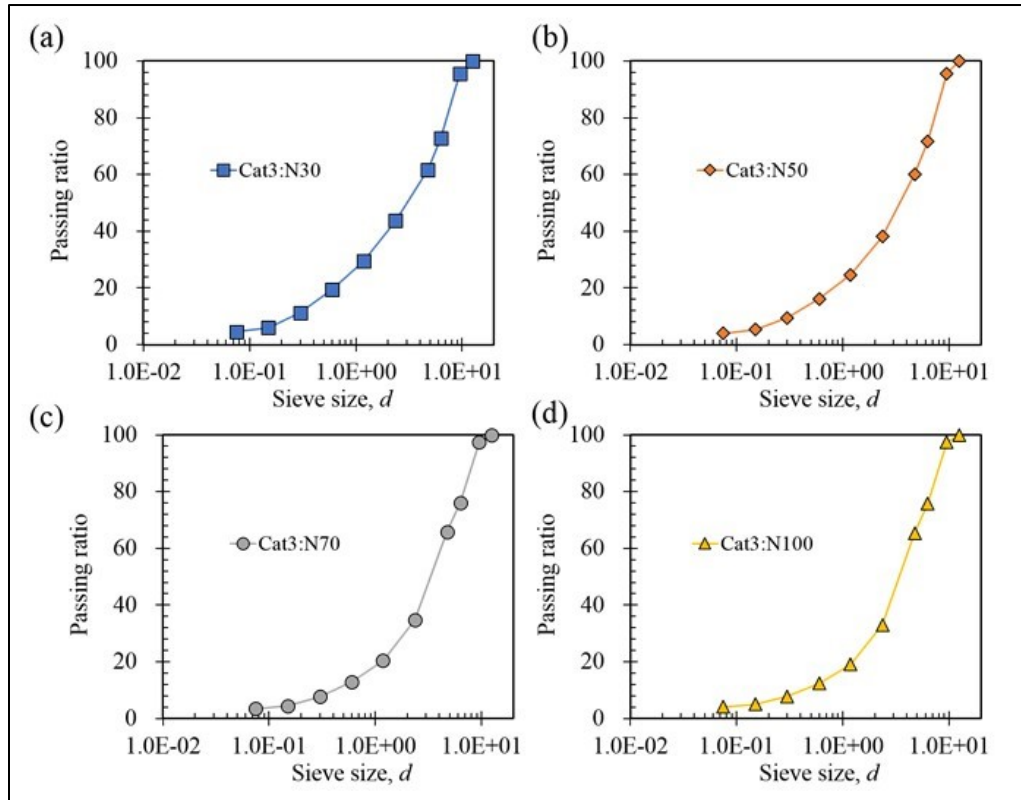 (a)
100
80
60
40
20
0
Passing ratio
Cat3:N30
1.0E-02 1.0E-01 1.0E+00 1.0E+01
Sieve size, d
(b)
100
80
60
40
20
0
Passing ratio
Cat3:N50
1.0E-02 1.0E-01 1.0E+00 1.0E+01
Sieve size, d
(c)
100
80
60
40
20
0
Passing ratio
Cat3:N70
1.0E-02 1.0E-01 1.0E+00 1.0E+01
Sieve size, d
(d)
100
80
60
40
20
0
Passing ratio
Cat3:N100
1.0E-02 1.0E-01 1.0E+00 1.0E+01
Sieve size, d